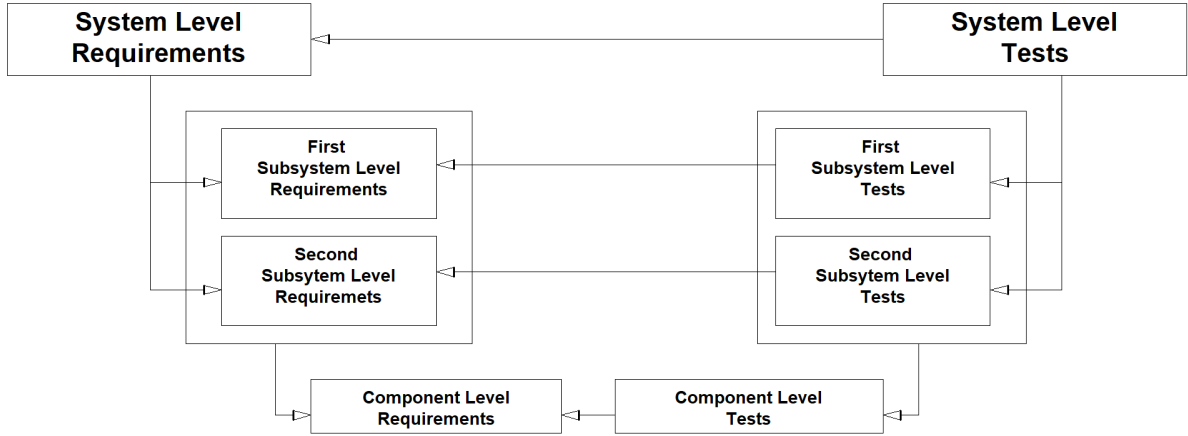 System Level
Requirements
System Level
Tests
First
Subsystem Level
Requirements
First
Subsystem Level
Tests
Second
Subsytem Level
Requiremets
Second
Subsytem Level
Tests
Component Level
Requirements
Component Level
Tests